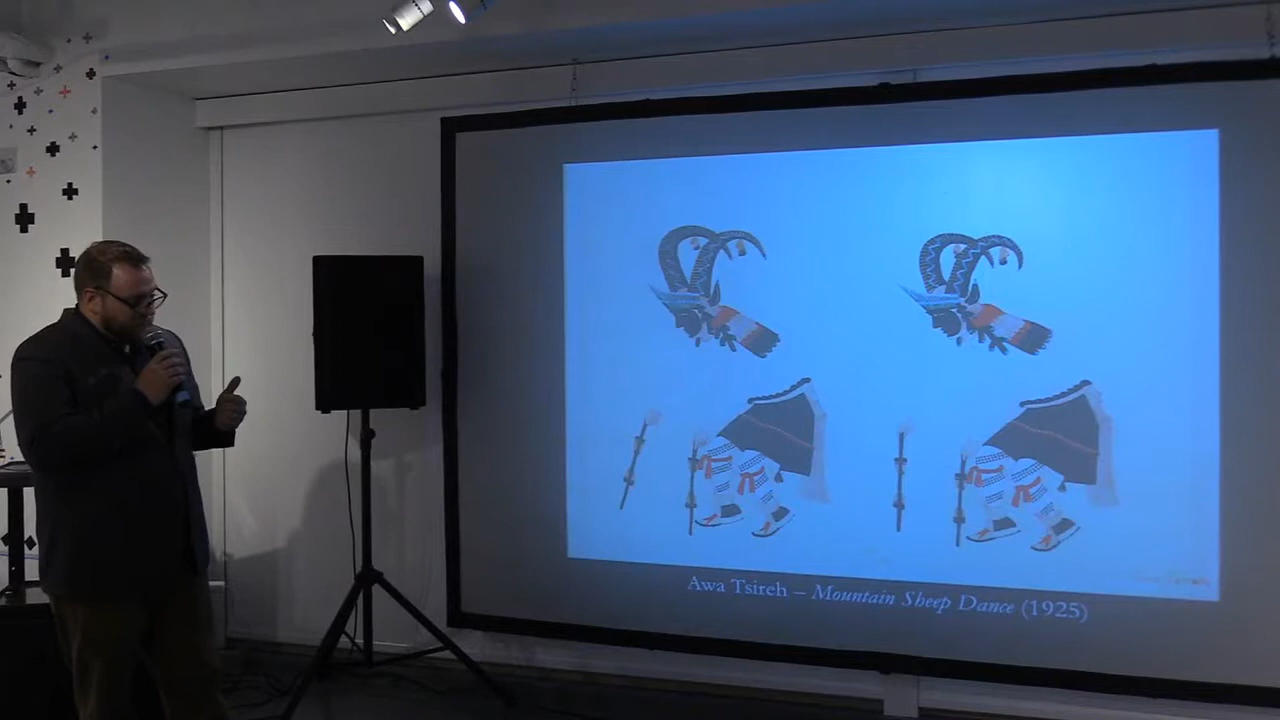 Awa Tsireh – Mountain Sheep Dance (1925)